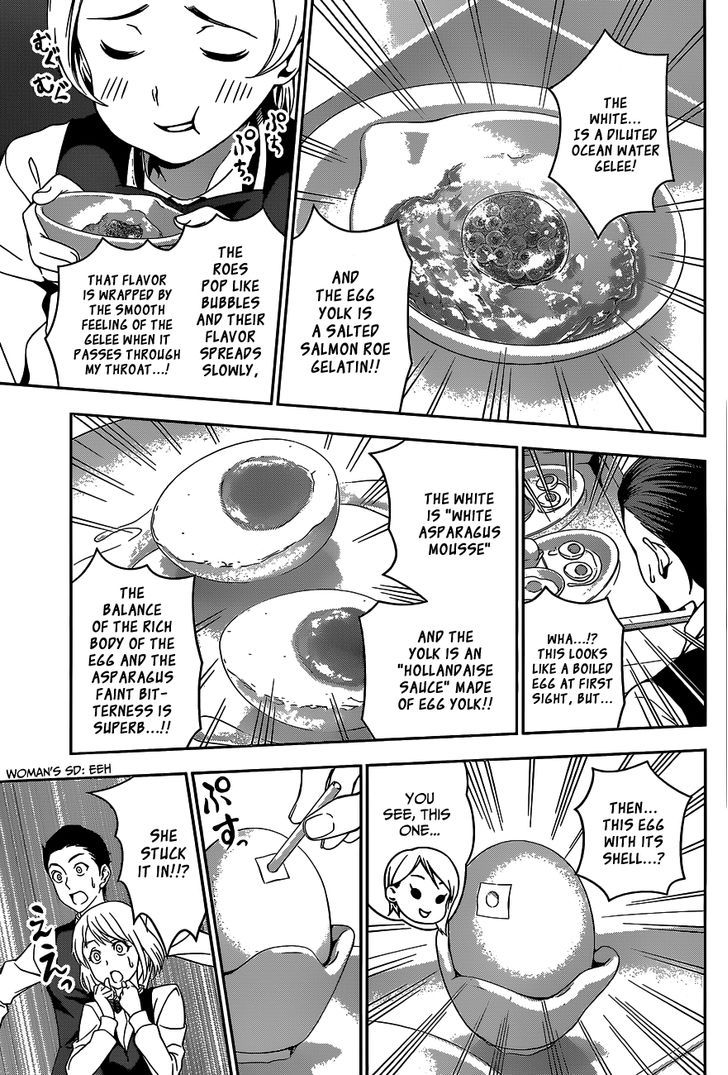 THE
WHITE...
IS A DILUTED
OCEAN WATER
GELEE!
AND
THE EGG
YOLK IS
A SALTED
SALMON ROE
GELATIN!!
むぐ
むぐ
ぷち
ぷちっ
THE
ROES
POP LIKE
BUBBLES
AND THEIR
FLAVOR
SPREADS
SLOWLY,
THAT FLAVOR
IS WRAPPED BY
THE SMOOTH
FEELING OF THE
GELEE WHEN IT
PASSES THROUGH
MY THROAT...!
WHA...!?
THIS LOOKS
LIKE A BOILED
EGG AT FIRST
SIGHT, BUT...
THE WHITE
IS "WHITE
ASPARAGUS
MOUSSE"
AND THE
YOLK IS AN
"HOLLANDAISE
SAUCE" MADE
OF EGG YOLK!!
THE
BALANCE
OF THE RICH
BODY OF THE
EGG AND THE
ASPARAGUS
FAINT BIT-
TERNESS IS
SUPERB...!!
THEN...
THIS EGG
WITH ITS
SHELL...?
YOU
SEE, THIS
ONE...
ぷすっ
WOMAN'S SD: EEH
SHE
STUCK
IT IN!!?
ええっ